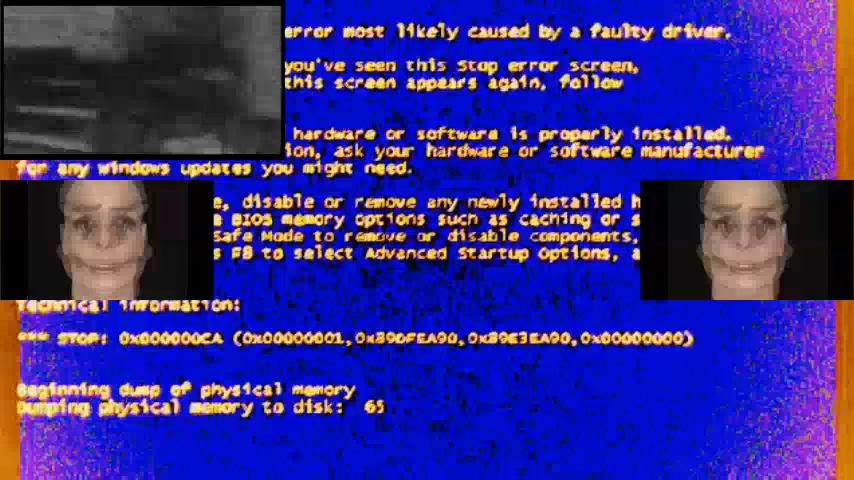 error most likely caused by a faulty driver.
you've seen this Stop error screen,
this screen appears again, follow
hardware or software is properly installed.
ion, ask your hardware or software manufacturer
for any windows updates you might need.
e, disable or remove any newly installed h
BIOS memory options such as caching or s
Safe Mode to remove or disable components,
s F8 to select Advanced Startup Options, a
Technical information:
*** STOP: 0x000000CA (0x00000001,0x89DFEA90,0x89E3EA90,0x00000000)
Beginning dump of physical memory
Dumping physical memory to disk: 65